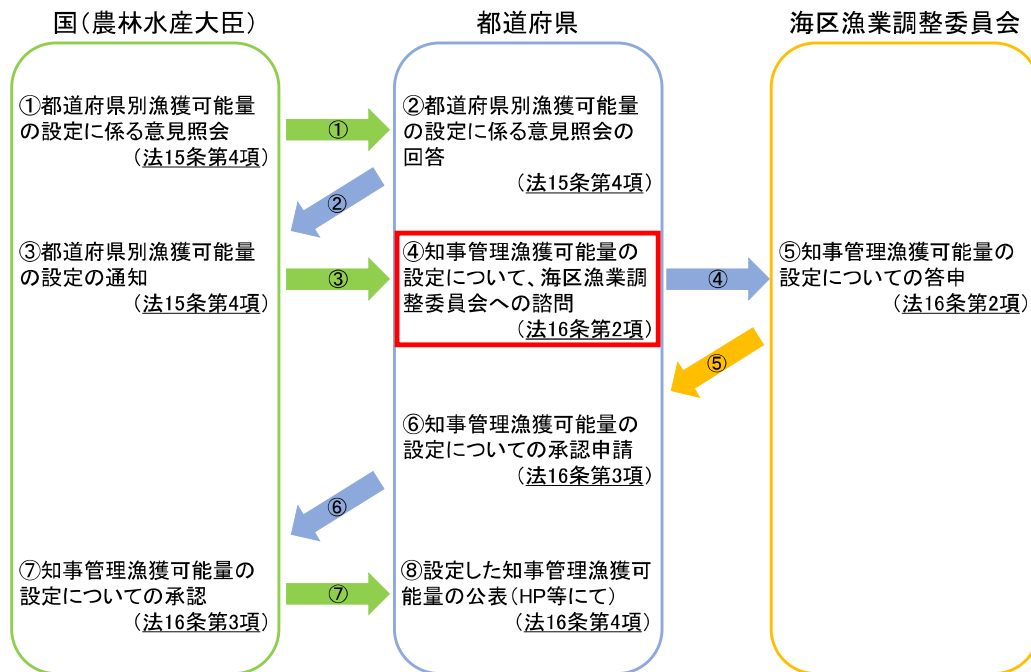 国(農林水産大臣)
都道府県
海区漁業調整委員会
①都道府県別漁獲可能量
の設定に係る意見照会
(法15条第4項)
①
②都道府県別漁獲可能量
の設定に係る意見照会の
回答
(法15条第4項)
②
③都道府県別漁獲可能量
の設定の通知
(法15条第4項)
③
④知事管理漁獲可能量の
設定について、海区漁業調
整委員会への諮問
(法16条第2項)
④
⑤知事管理漁獲可能量の
設定についての答申
(法16条第2項)
⑤
⑥知事管理漁獲可能量の
設定についての承認申請
(法16条第3項)
⑥
⑦知事管理漁獲可能量の
設定についての承認
(法16条第3項)
⑦
⑧設定した知事管理漁獲可
能量の公表(HP等にて)
(法16条第4項)